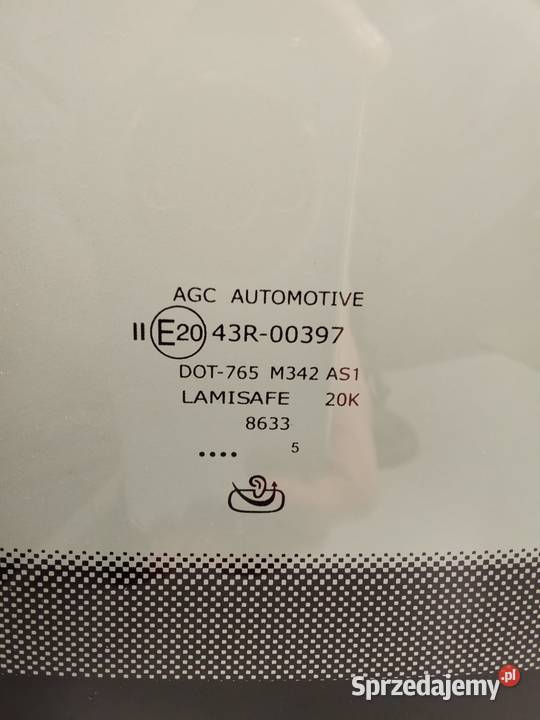 AGC AUTOMOTIVE
II E20 43R-00397
DOT-765 M342 AS1
LAMISAFE 20K
8633
.... 5
Sprzedajemy.pl